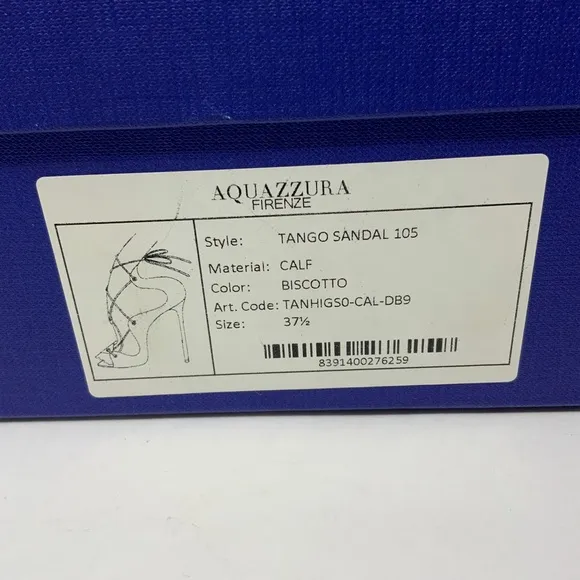 AQUAZZURA
FIRENZE
Style: TANGO SANDAL 105
Material: CALF
Color: BISCOTTO
Art. Code: TANHIGS0-CAL-DB9
Size: 37½
8391400276259